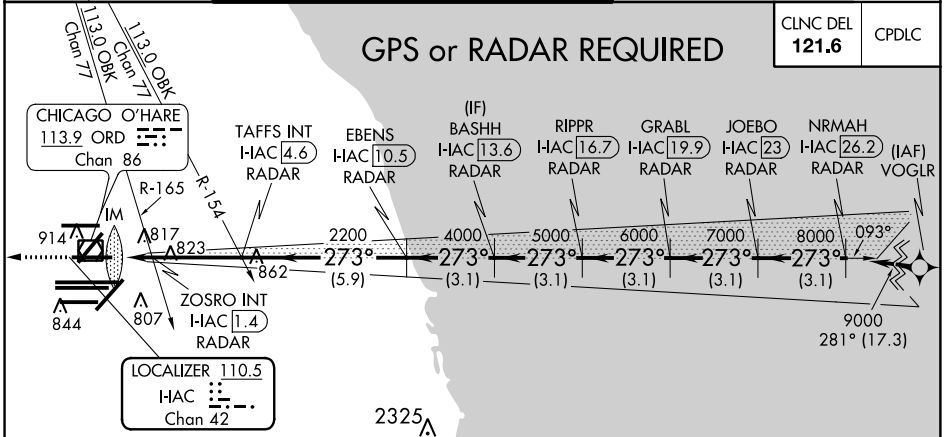 113.0 OBK
Chan 77
113.0 OBK
Chan 77
GPS or RADAR REQUIRED
CLNC DEL
121.6
CPDLC
CHICAGO O'HARE
113.9 ORD
Chan 86
TAFFS INT
I-IAC 4.6
RADAR
EBENS
I-IAC 10.5
RADAR
(IF)
BASHH
I-IAC 13.6
RADAR
RIPPR
I-IAC 16.7
RADAR
GRABL
I-IAC 19.9
RADAR
JOEBO
I-IAC 23
RADAR
NRMAH
I-IAC 26.2
RADAR
(IAF)
VOGLR
R-165
R-154
IM
914
817
823
862
844
807
2200
273°
(5.9)
4000
273°
(3.1)
5000
273°
(3.1)
6000
273°
(3.1)
7000
273°
(3.1)
8000
273°
(3.1)
093°
9000
281° (17.3)
ZOSRO INT
I-IAC 1.4
RADAR
LOCALIZER 110.5
I-IAC
Chan 42
2325